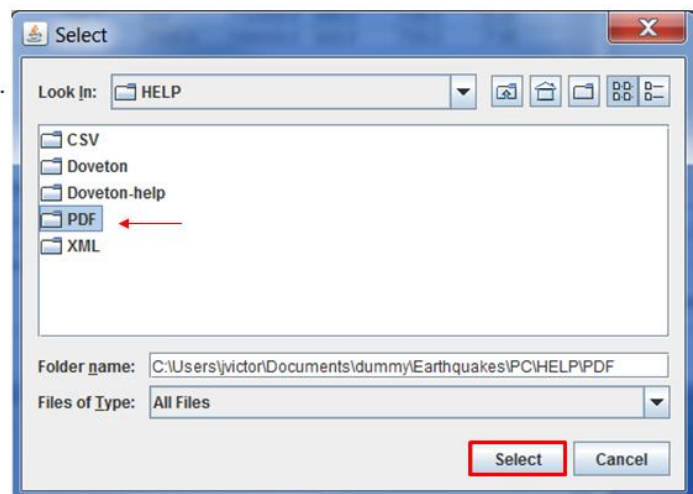 Select
Look In: HELP
CSV
Doveton
Doveton-help
PDF
XML
Folder name: C:\Users\jvictor\Documents\dummy\Earthquakes\PC\HELP\PDF
Files of Type: All Files
Select Cancel